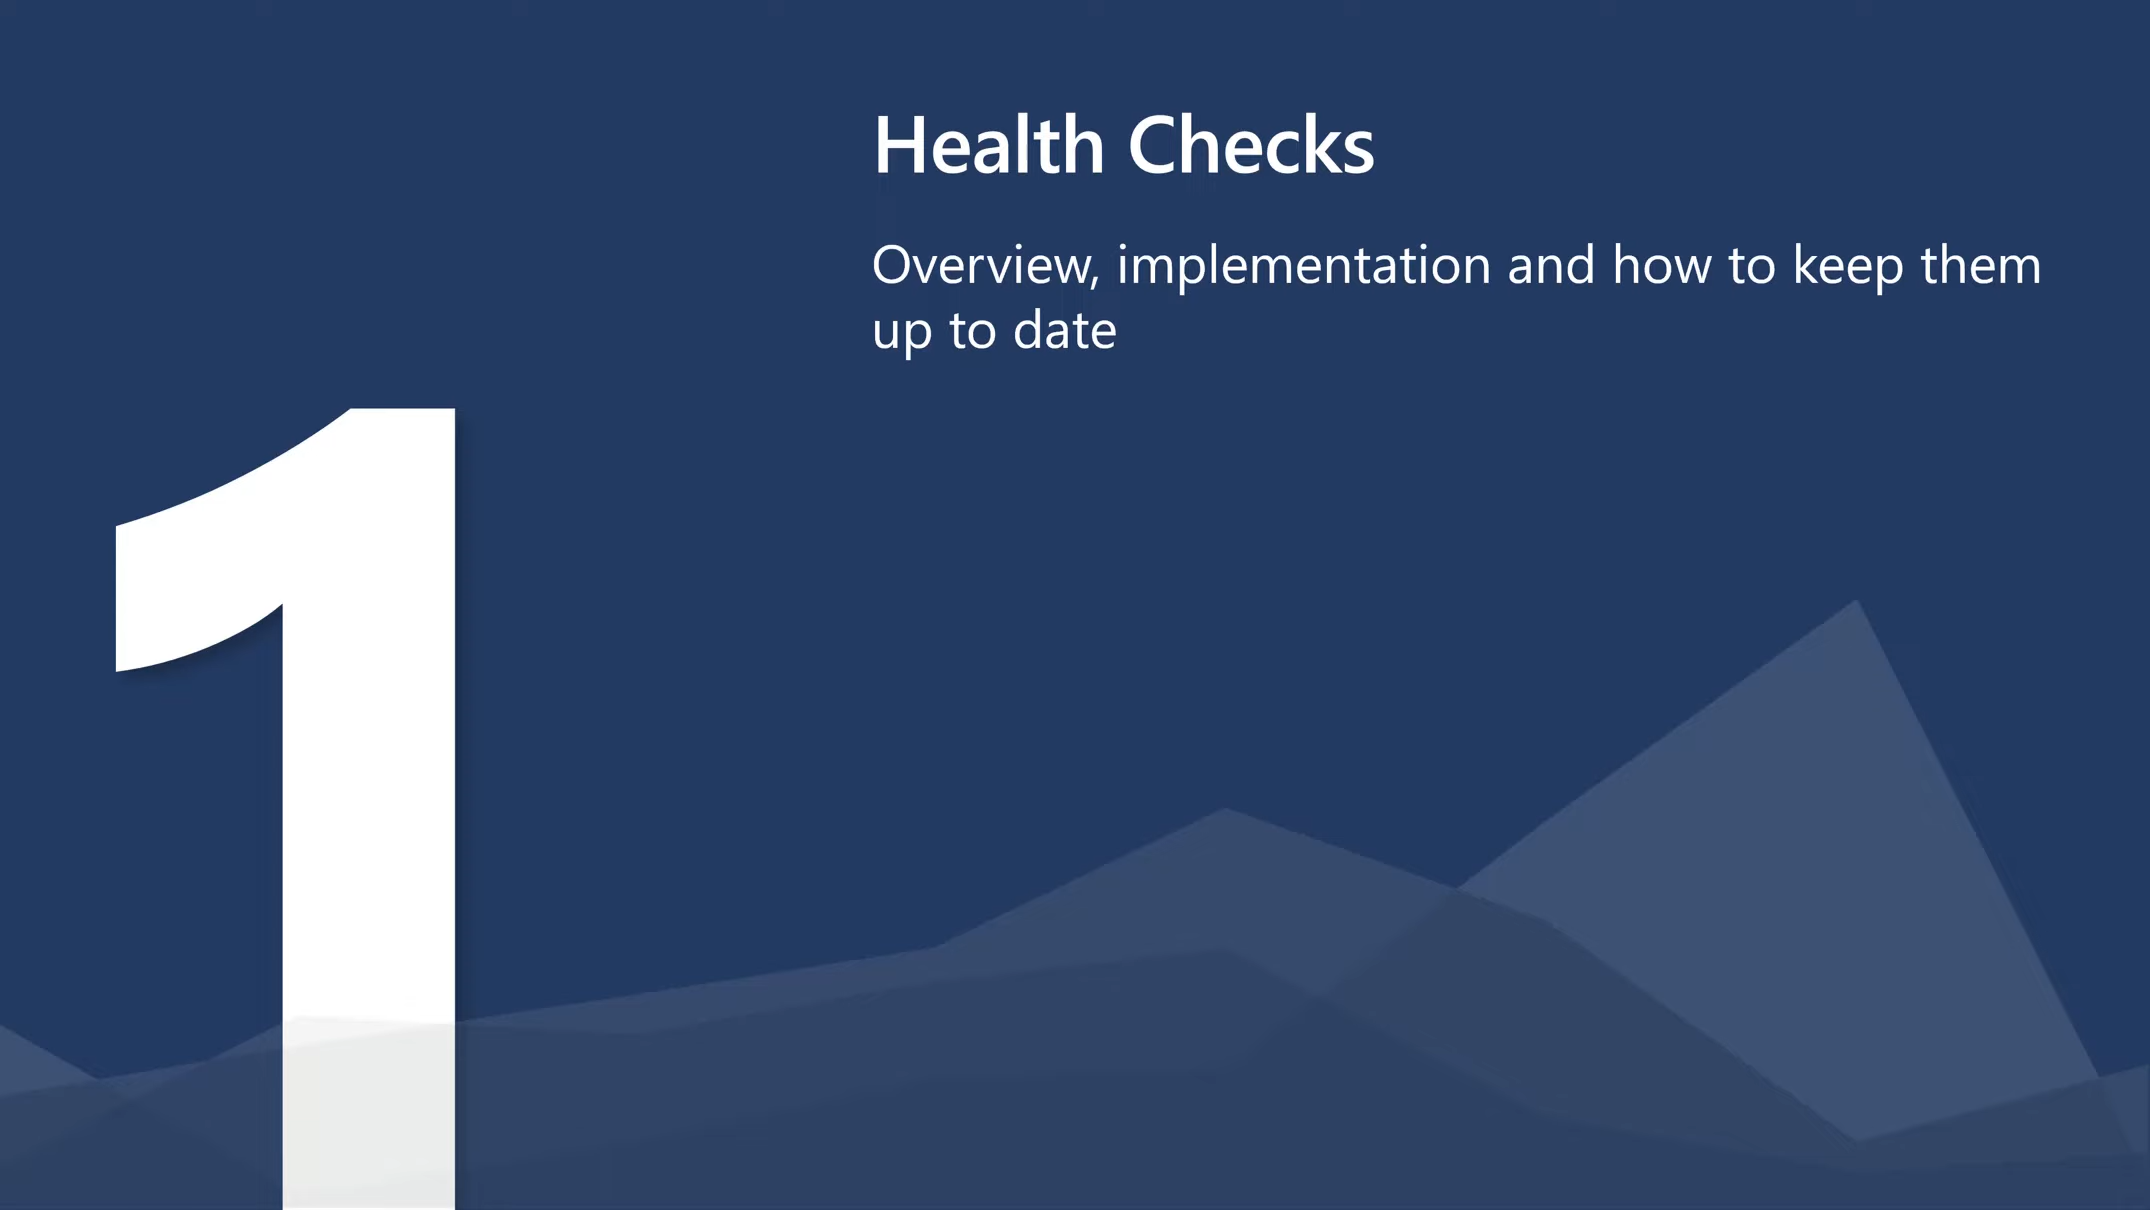 Health Checks
Overview, implementation and how to keep them
up to date
1